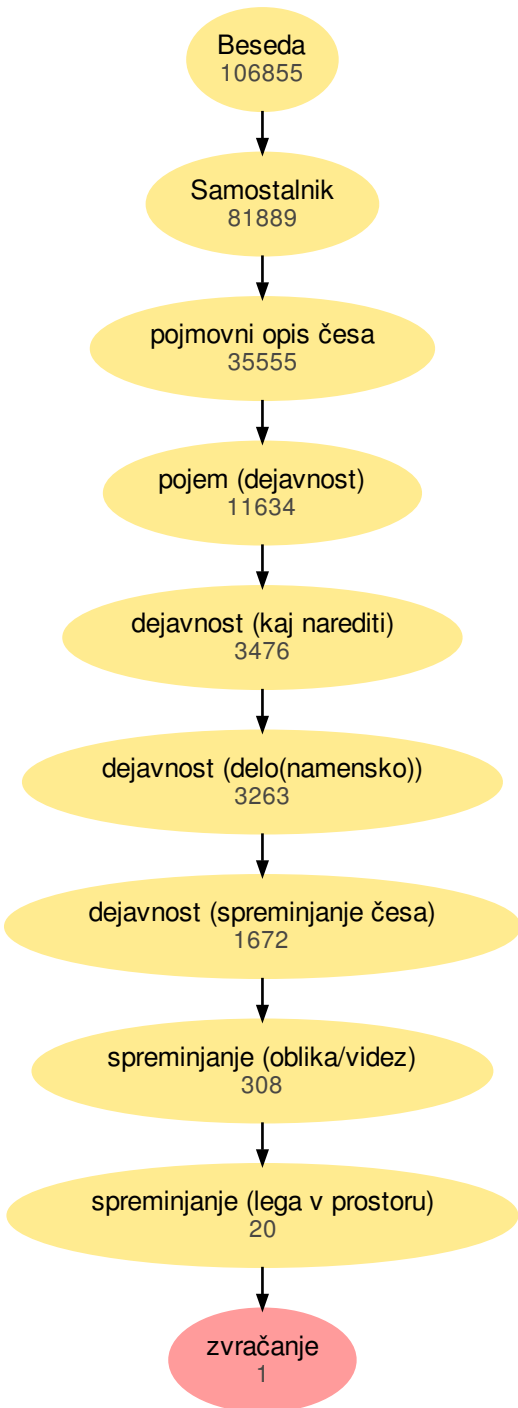 Beseda
106855
Samostalnik
81889
pojmovni opis česa
35555
pojem (dejavnost)
11634
dejavnost (kaj narediti)
3476
dejavnost (delo(namensko))
3263
dejavnost (spreminjanje česa)
1672
spreminjanje (oblika/videz)
308
spreminjanje (lega v prostoru)
20
zvračanje
1